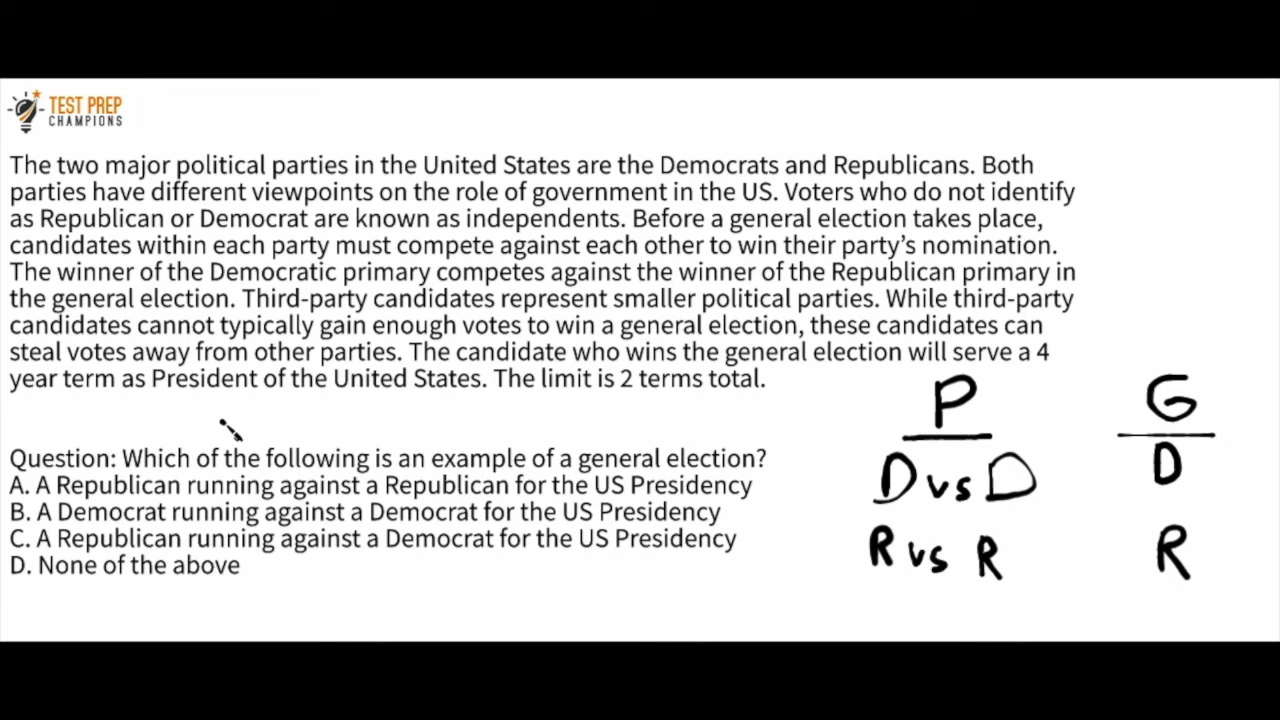 TEST PREP
CHAMPIONS
The two major political parties in the United States are the Democrats and Republicans. Both
parties have different viewpoints on the role of government in the US. Voters who do not identify
as Republican or Democrat are known as independents. Before a general election takes place,
candidates within each party must compete against each other to win their party’s nomination.
The winner of the Democratic primary competes against the winner of the Republican primary in
the general election. Third-party candidates represent smaller political parties. While third-party
candidates cannot typically gain enough votes to win a general election, these candidates can
steal votes away from other parties. The candidate who wins the general election will serve a 4
year term as President of the United States. The limit is 2 terms total.
Question: Which of the following is an example of a general election?
A. A Republican running against a Republican for the US Presidency
B. A Democrat running against a Democrat for the US Presidency
C. A Republican running against a Democrat for the US Presidency
D. None of the above
P
D vs D
R vs R
G
D
R